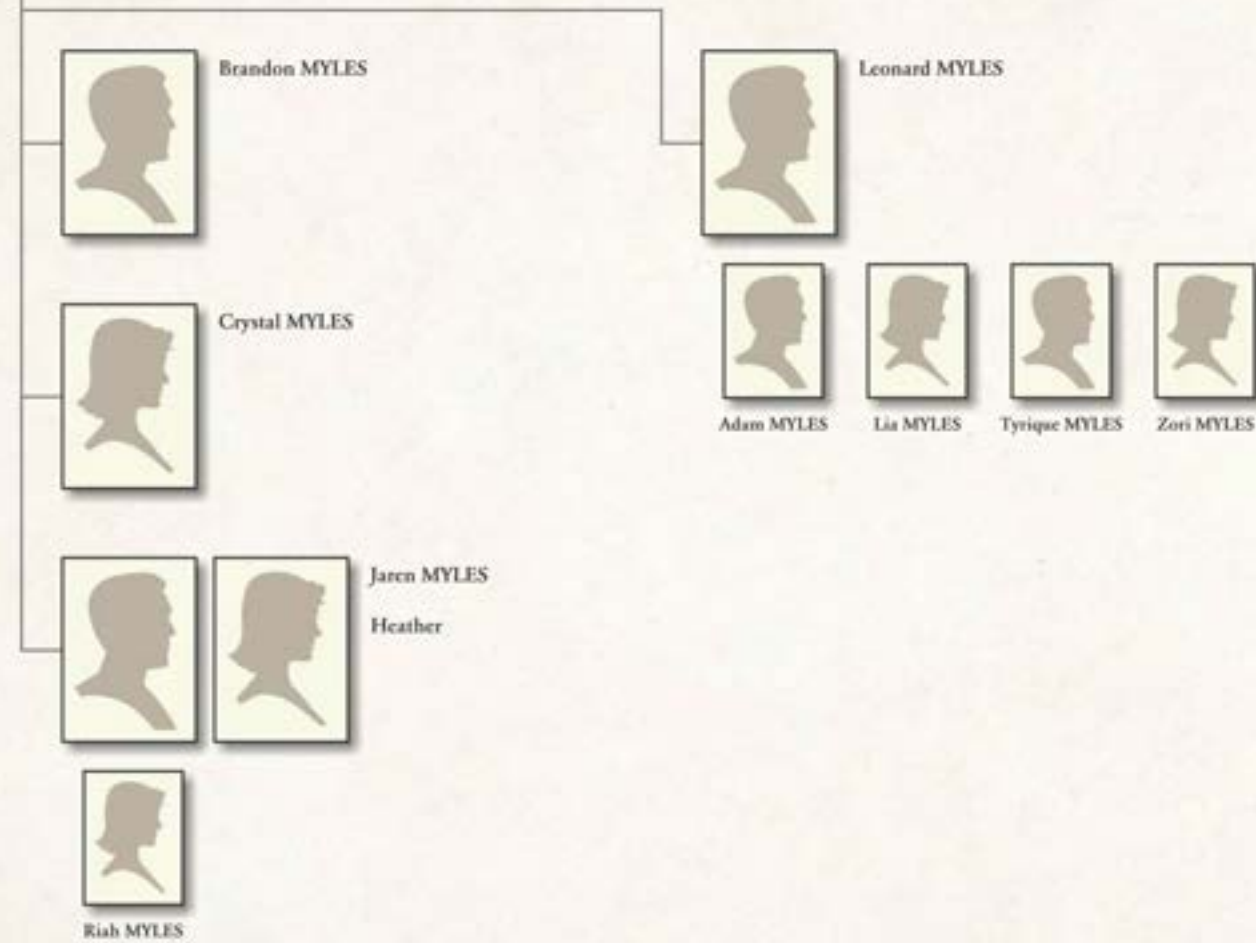 Brandon MYLES
Leonard MYLES
Crystal MYLES
Adam MYLES
Lia MYLES
Tyrique MYLES
Zori MYLES
Jaren MYLES
Heather
Riah MYLES